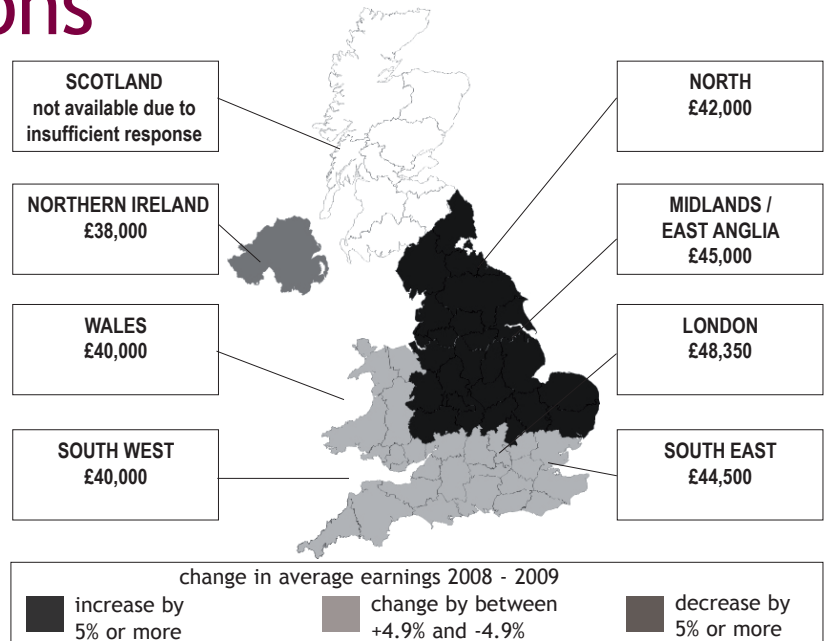 ons
SCOTLAND
not available due to
insufficient response
NORTHERN IRELAND
£38,000
WALES
£40,000
SOUTH WEST
£40,000
NORTH
£42,000
MIDLANDS /
EAST ANGLIA
£45,000
LONDON
£48,350
SOUTH EAST
£44,500
change in average earnings 2008 - 2009
increase by
5% or more
change by between
+4.9% and -4.9%
decrease by
5% or more